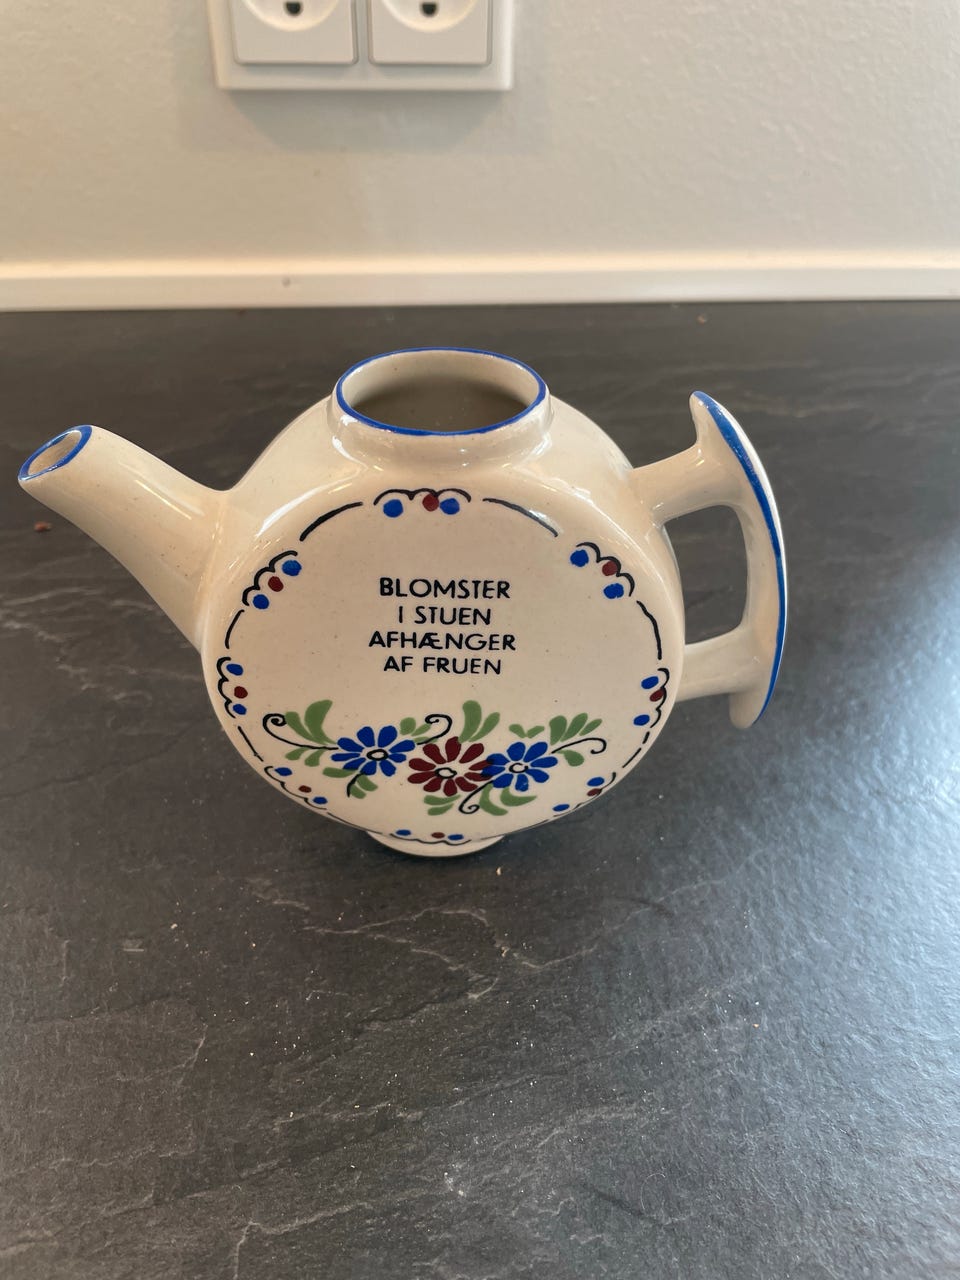 BLOMSTER
I STUEN
AFHÆNGER
AF FRUEN